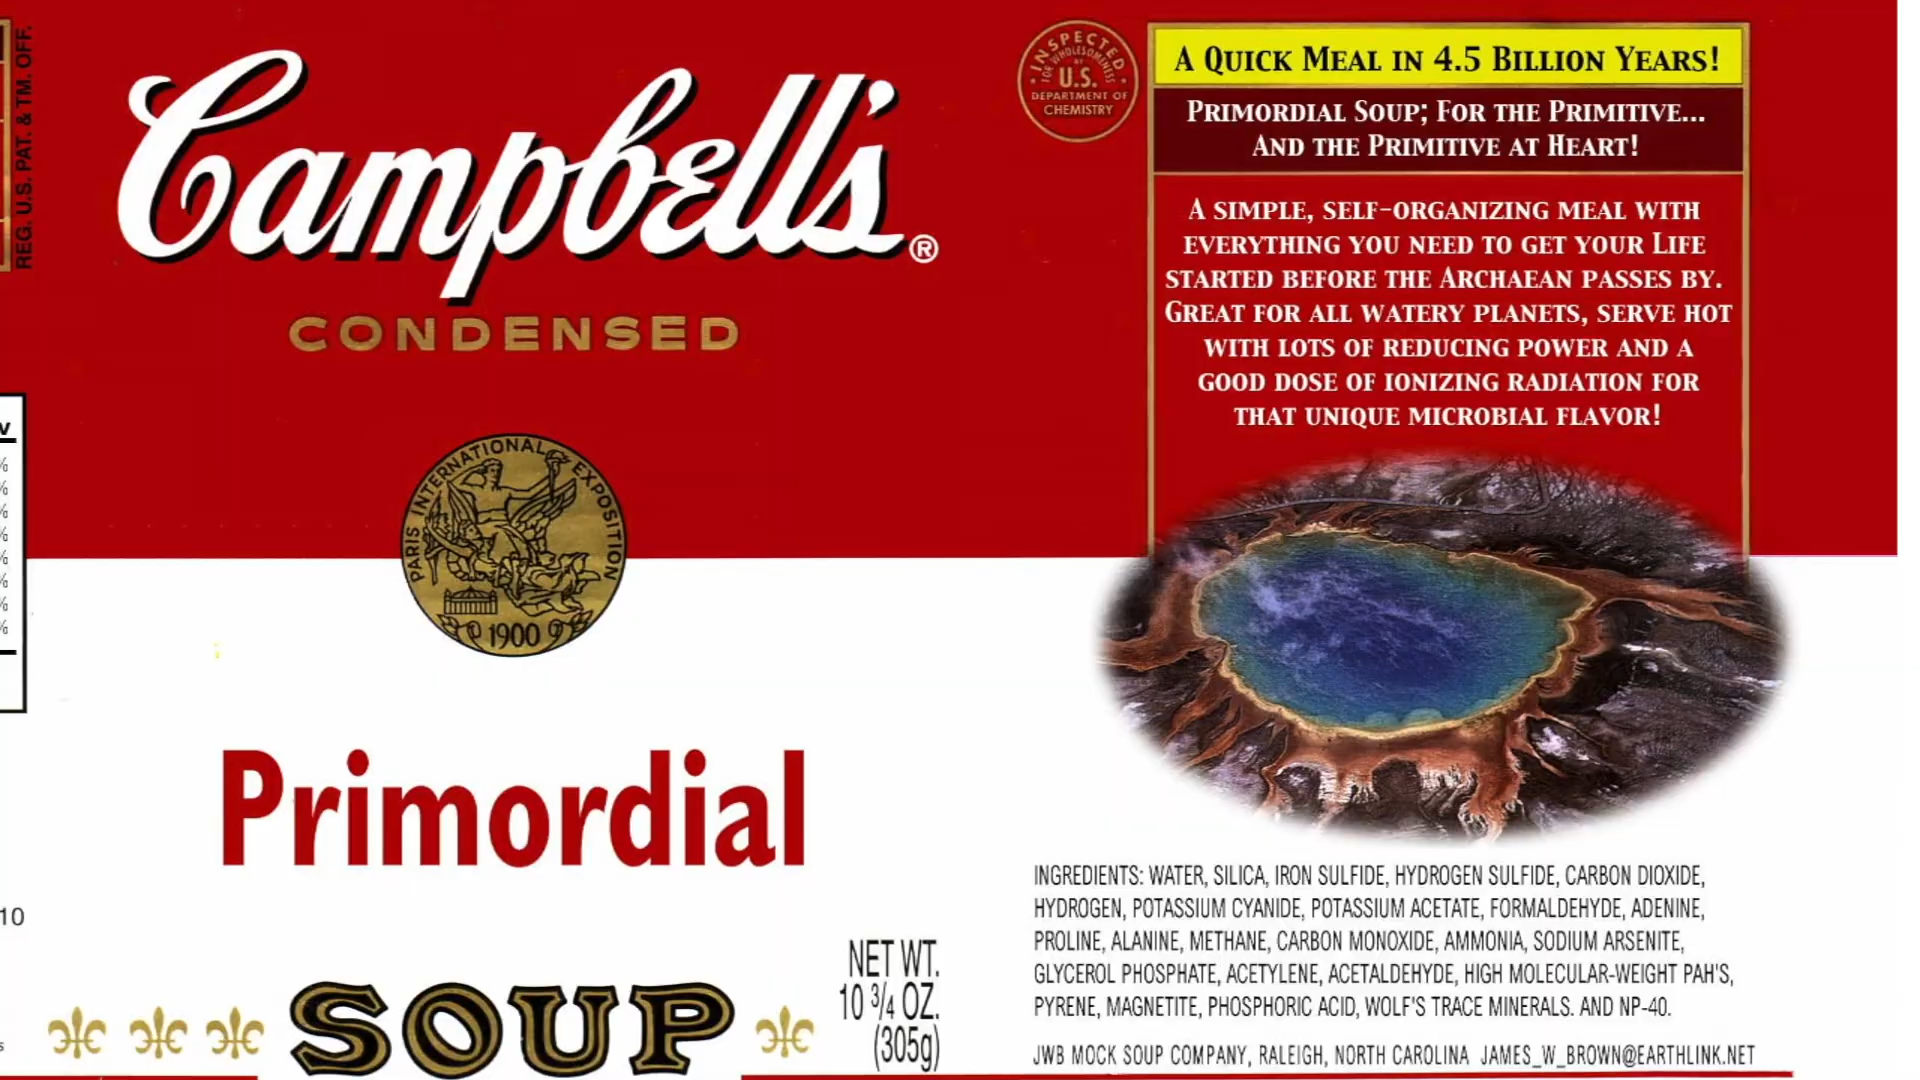 REG. U.S. PAT. & TM. OFF.
Campbell's®
CONDENSED
PARIS INTERNATIONAL EXPOSITION
1900
Primordial
SOUP
NET WT.
10 3/4 OZ.
(305g)
V
%
%
%
%
%
%
%
%
10
s
INSPECTED
FOR WHOLESOMENESS
BY
U.S.
DEPARTMENT OF
CHEMISTRY
A QUICK MEAL IN 4.5 BILLION YEARS!
PRIMORDIAL SOUP; FOR THE PRIMITIVE...
AND THE PRIMITIVE AT HEART!
A SIMPLE, SELF-ORGANIZING MEAL WITH
EVERYTHING YOU NEED TO GET YOUR LIFE
STARTED BEFORE THE ARCHAEAN PASSES BY.
GREAT FOR ALL WATERY PLANETS, SERVE HOT
WITH LOTS OF REDUCING POWER AND A
GOOD DOSE OF IONIZING RADIATION FOR
THAT UNIQUE MICROBIAL FLAVOR!
INGREDIENTS: WATER, SILICA, IRON SULFIDE, HYDROGEN SULFIDE, CARBON DIOXIDE,
HYDROGEN, POTASSIUM CYANIDE, POTASSIUM ACETATE, FORMALDEHYDE, ADENINE,
PROLINE, ALANINE, METHANE, CARBON MONOXIDE, AMMONIA, SODIUM ARSENITE,
GLYCEROL PHOSPHATE, ACETYLENE, ACETALDEHYDE, HIGH MOLECULAR-WEIGHT PAH'S,
PYRENE, MAGNETITE, PHOSPHORIC ACID, WOLF'S TRACE MINERALS. AND NP-40.
JWB MOCK SOUP COMPANY, RALEIGH, NORTH CAROLINA JAMES_W_BROWN@EARTHLINK.NET